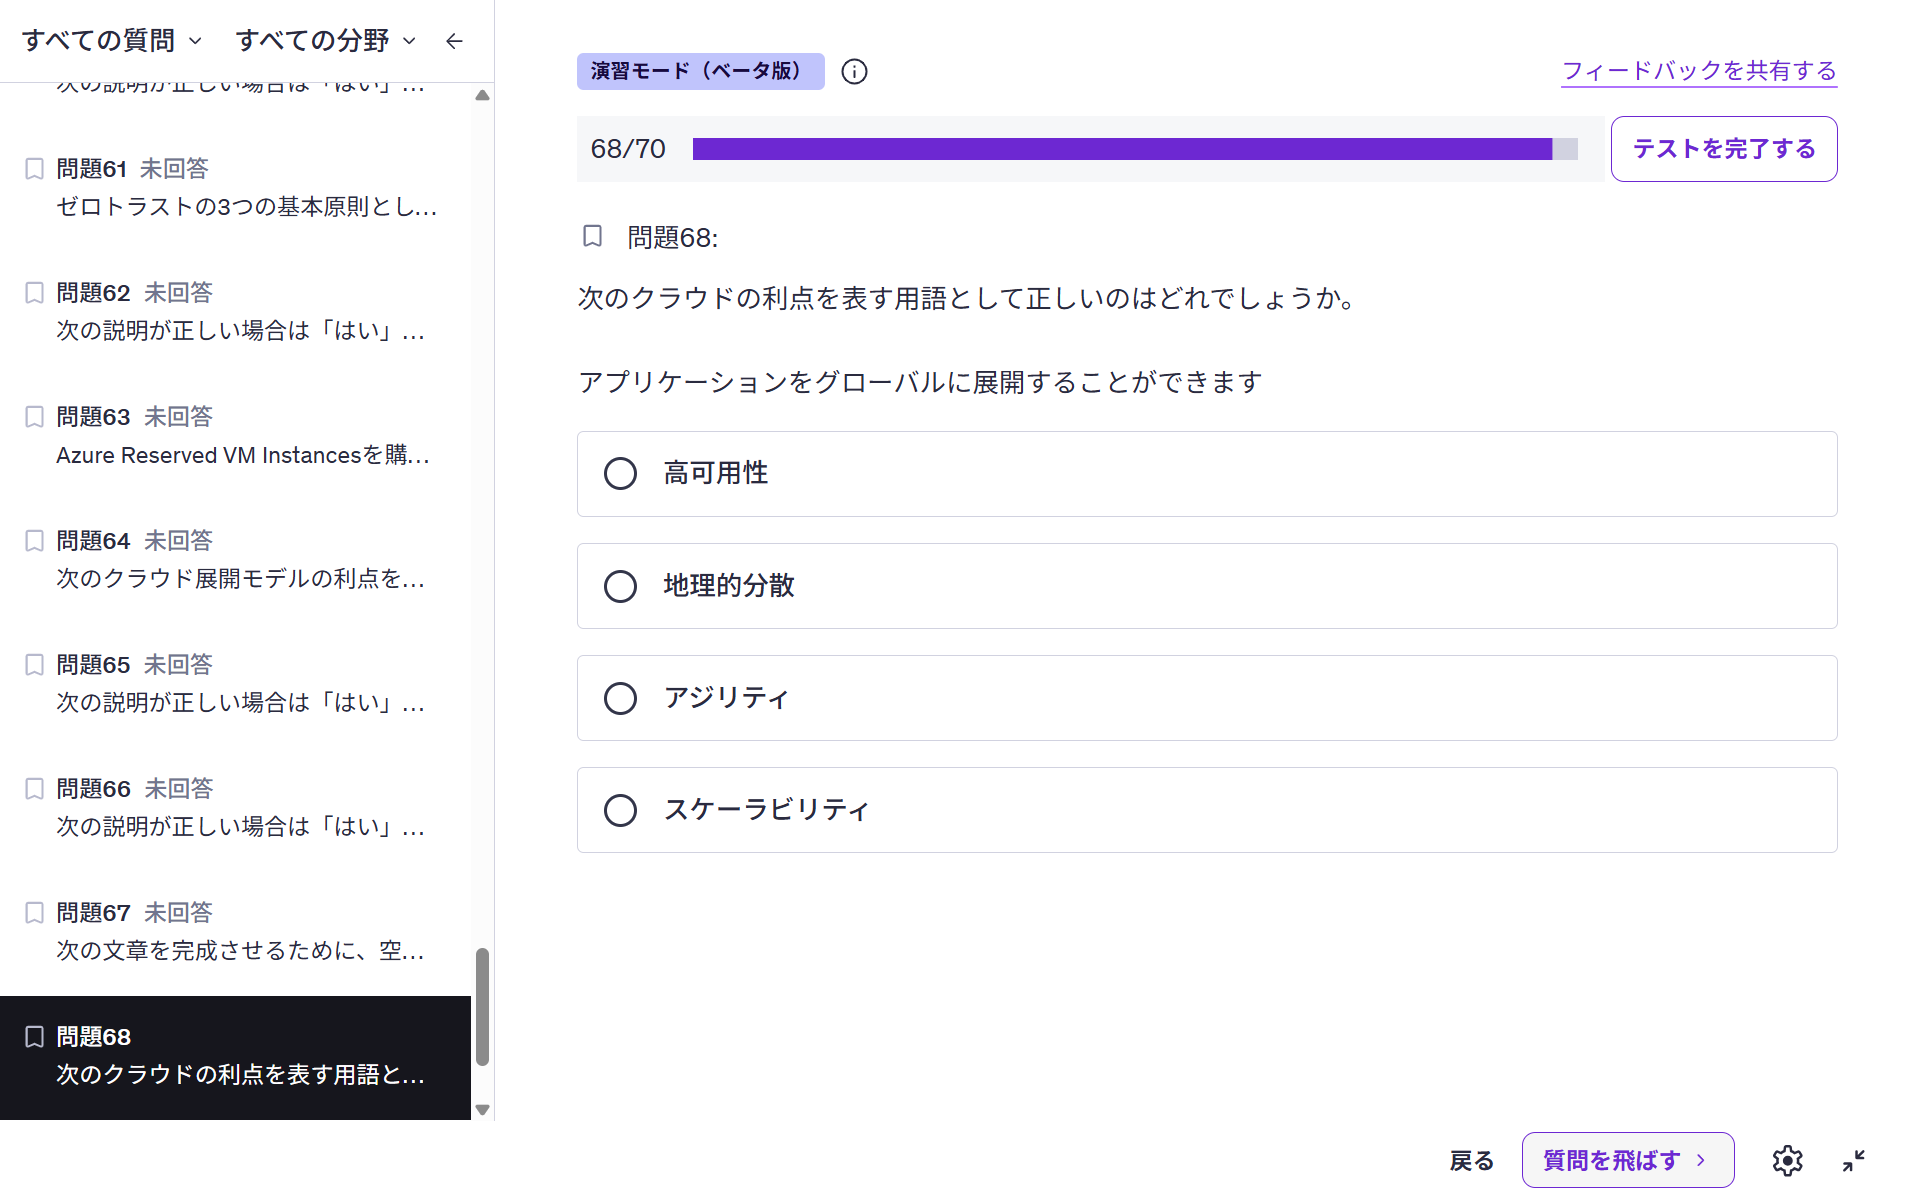 すべての質問
すべての分野
次の説明が正しい場合は「はい」...
問題61 未回答
ゼロトラストの3つの基本原則とし...
問題62 未回答
次の説明が正しい場合は「はい」...
問題63 未回答
Azure Reserved VM Instancesを購...
問題64 未回答
次のクラウド展開モデルの利点を...
問題65 未回答
次の説明が正しい場合は「はい」...
問題66 未回答
次の説明が正しい場合は「はい」...
問題67 未回答
次の文章を完成させるために、空...
問題68
次のクラウドの利点を表す用語と...
演習モード（ベータ版）
フィードバックを共有する
68/70
テストを完了する
問題68:
次のクラウドの利点を表す用語として正しいのはどれでしょうか。
アプリケーションをグローバルに展開することができます
高可用性
地理的分散
アジリティ
スケーラビリティ
戻る
質問を飛ばす